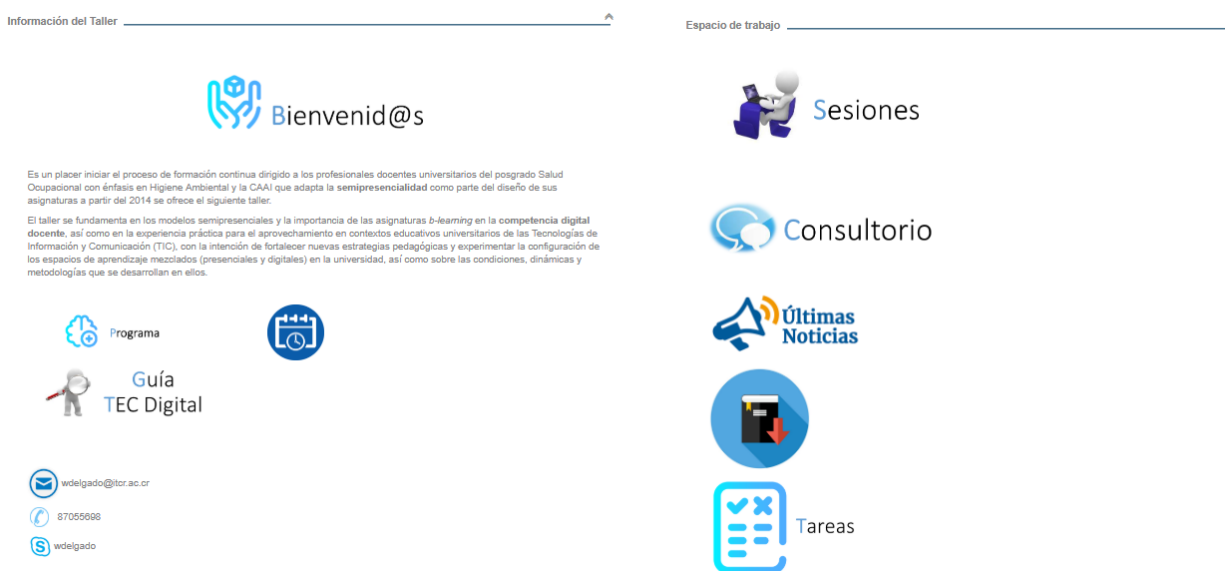 Información del Taller
Bienvenid@s
Es un placer iniciar el proceso de formación continua dirigido a los profesionales docentes universitarios del posgrado Salud
Ocupacional con énfasis en Higiene Ambiental y la CAAI que adapta la semipresencialidad como parte del diseño de sus
asignaturas a partir del 2014 se ofrece el siguiente taller.
El taller se fundamenta en los modelos semipresenciales y la importancia de las asignaturas b-learning en la competencia digital
docente, así como en la experiencia práctica para el aprovechamiento en contextos educativos universitarios de las Tecnologías de
Información y Comunicación (TIC), con la intención de fortalecer nuevas estrategias pedagógicas y experimentar la configuración de
los espacios de aprendizaje mezclados (presenciales y digitales) en la universidad, así como sobre las condiciones, dinámicas y
metodologías que se desarrollan en ellos.
Programa
Guía
TEC Digital
wdelgado@itcr.ac.cr
87055698
S
wdelgado
Espacio de trabajo
Sesiones
Consultorio
Últimas
Noticias
Tareas